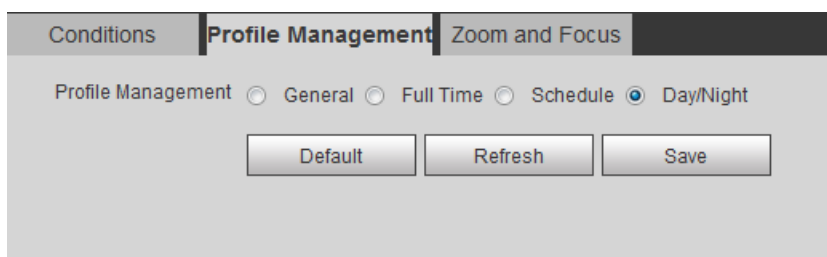 Conditions Profile Management Zoom and Focus
Profile Management General Full Time Schedule Day/Night
Default Refresh Save